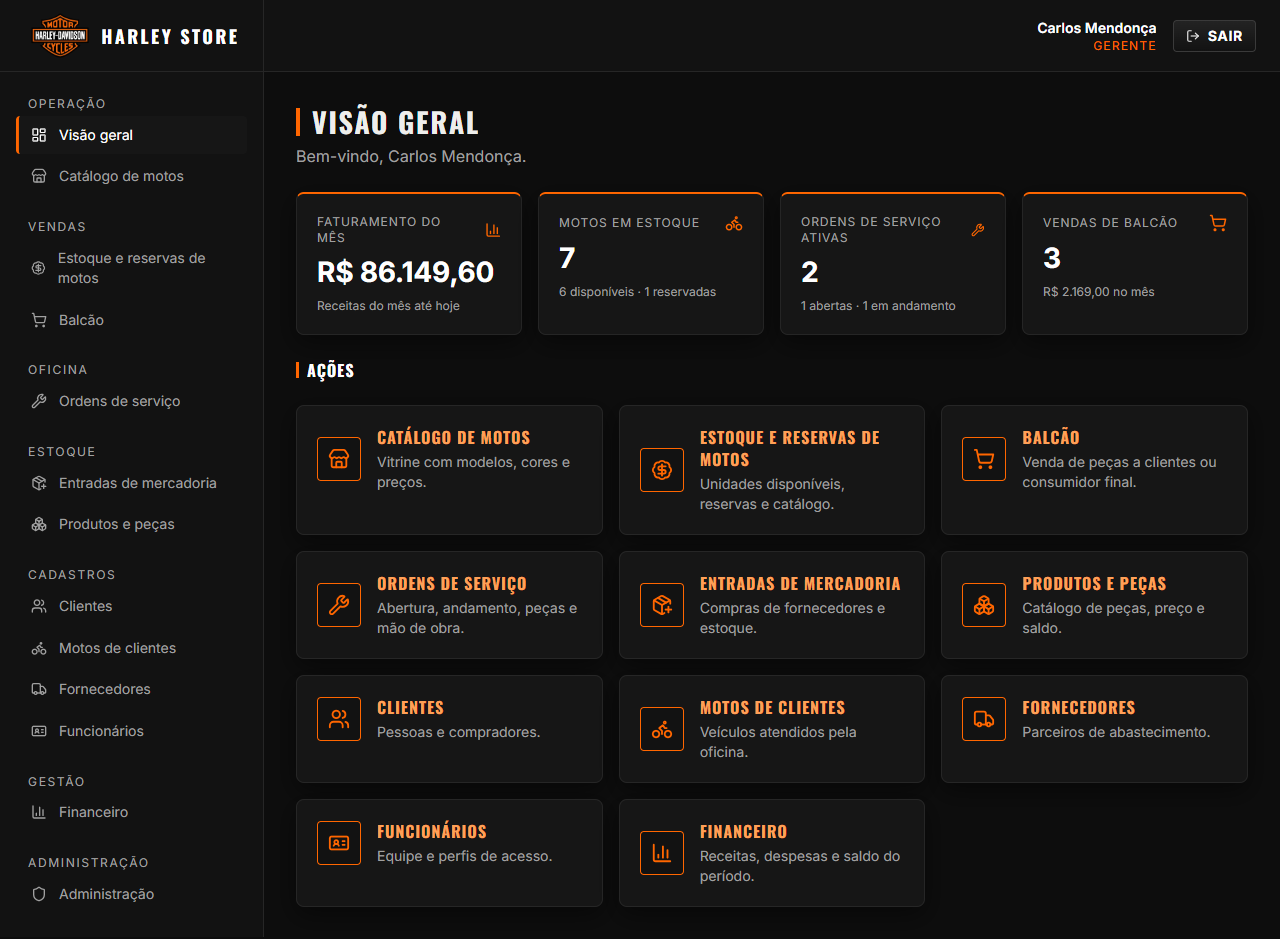 MOTOR
HARLEY-DAVIDSON
CYCLES
HARLEY STORE
Carlos Mendonça
GERENTE
SAIR
OPERAÇÃO
Visão geral
Catálogo de motos
VENDAS
Estoque e reservas de
motos
Balcão
OFICINA
Ordens de serviço
ESTOQUE
Entradas de mercadoria
Produtos e peças
CADASTROS
Clientes
Motos de clientes
Fornecedores
Funcionários
GESTÃO
Financeiro
ADMINISTRAÇÃO
Administração
VISÃO GERAL
Bem-vindo, Carlos Mendonça.
FATURAMENTO DO
MÊS
R$ 86.149,60
Receitas do mês até hoje
MOTOS EM ESTOQUE
7
6 disponíveis · 1 reservadas
ORDENS DE SERVIÇO
ATIVAS
2
1 abertas · 1 em andamento
VENDAS DE BALCÃO
3
R$ 2.169,00 no mês
AÇÕES
CATÁLOGO DE MOTOS
Vitrine com modelos, cores e
preços.
ESTOQUE E RESERVAS DE
MOTOS
Unidades disponíveis,
reservas e catálogo.
BALCÃO
Venda de peças a clientes ou
consumidor final.
ORDENS DE SERVIÇO
Abertura, andamento, peças e
mão de obra.
ENTRADAS DE MERCADORIA
Compras de fornecedores e
estoque.
PRODUTOS E PEÇAS
Catálogo de peças, preço e
saldo.
CLIENTES
Pessoas e compradores.
MOTOS DE CLIENTES
Veículos atendidos pela
oficina.
FORNECEDORES
Parceiros de abastecimento.
FUNCIONÁRIOS
Equipe e perfis de acesso.
FINANCEIRO
Receitas, despesas e saldo do
período.